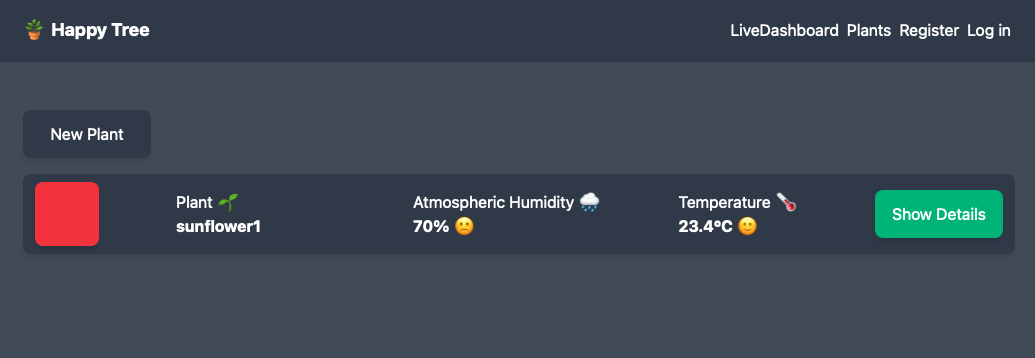 🪴 Happy Tree
LiveDashboard Plants Register Log in
New Plant
Plant 🌱
sunflower1
Atmospheric Humidity 🌧️
70% 🙁
Temperature 🌡️
23.4°C 🙂
Show Details